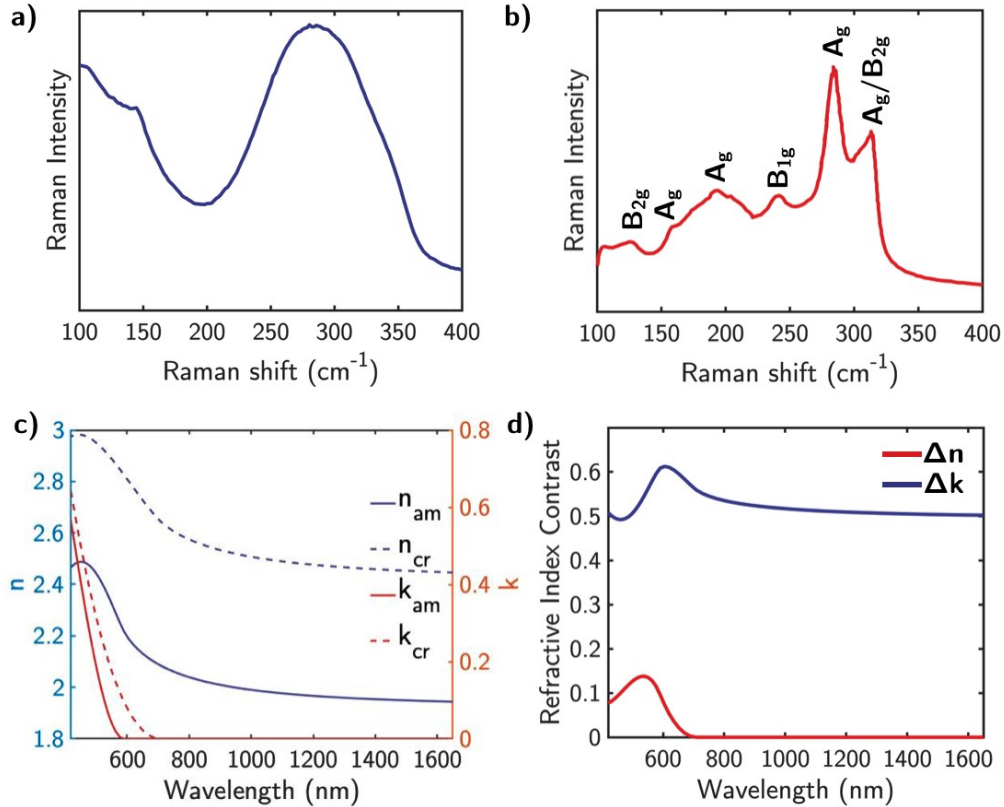 a)
Raman Intensity
100 150 200 250 300 350 400
Raman shift (cm⁻¹)
b)
Raman Intensity
B2g
Ag
Ag
B1g
Ag
Ag/B2g
100 150 200 250 300 350 400
Raman shift (cm⁻¹)
c)
n
3
2.8
2.6
2.4
2.2
2
1.8
nam
ncr
kam
kcr
0.8
0.6
0.4
0.2
0
k
600 800 1000 1200 1400 1600
Wavelength (nm)
d)
Refractive Index Contrast
0.6
0.5
0.4
0.3
0.2
0.1
0
Δn
Δk
600 800 1000 1200 1400 1600
Wavelength (nm)